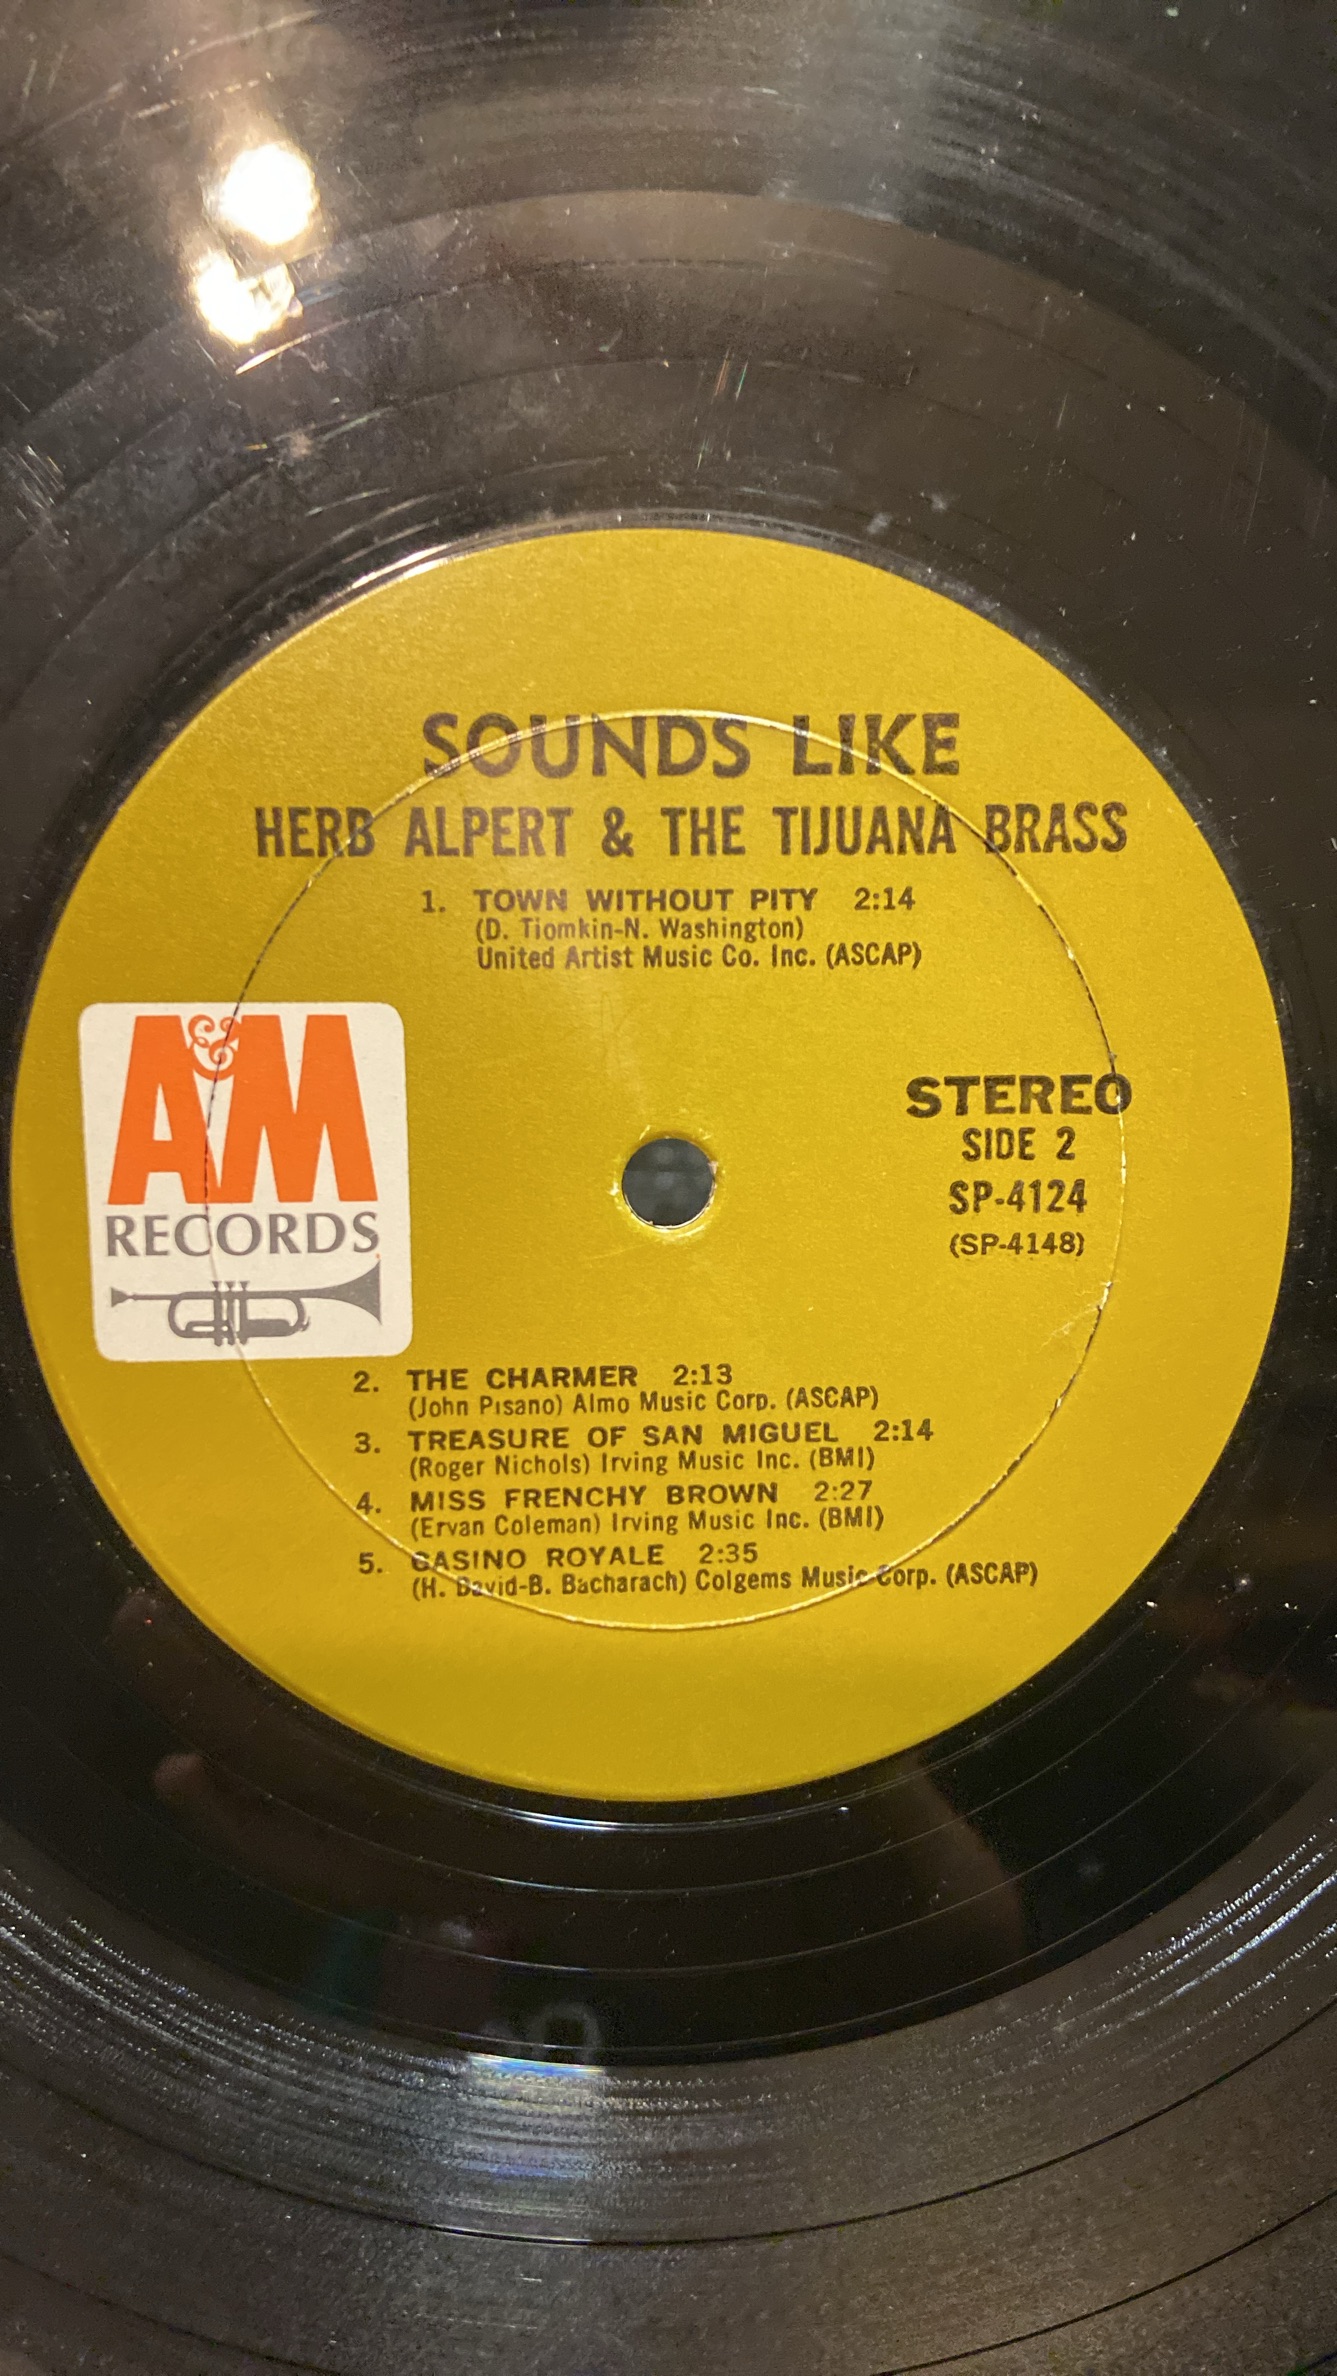 SOUNDS LIKE
HERB ALPERT & THE TIJUANA BRASS
1. TOWN WITHOUT PITY 2:14
(D. Tiomkin-N. Washington)
United Artist Music Co. Inc. (ASCAP)
A&M
RECORDS
STEREO
SIDE 2
SP-4124
(SP-4148)
2. THE CHARMER 2:13
(John Pisano) Almo Music Corp. (ASCAP)
3. TREASURE OF SAN MIGUEL 2:14
(Roger Nichols) Irving Music Inc. (BMI)
4. MISS FRENCHY BROWN 2:27
(Ervan Coleman) Irving Music Inc. (BMI)
5. CASINO ROYALE 2:35
(H. David-B. Bacharach) Colgems Music Corp. (ASCAP)